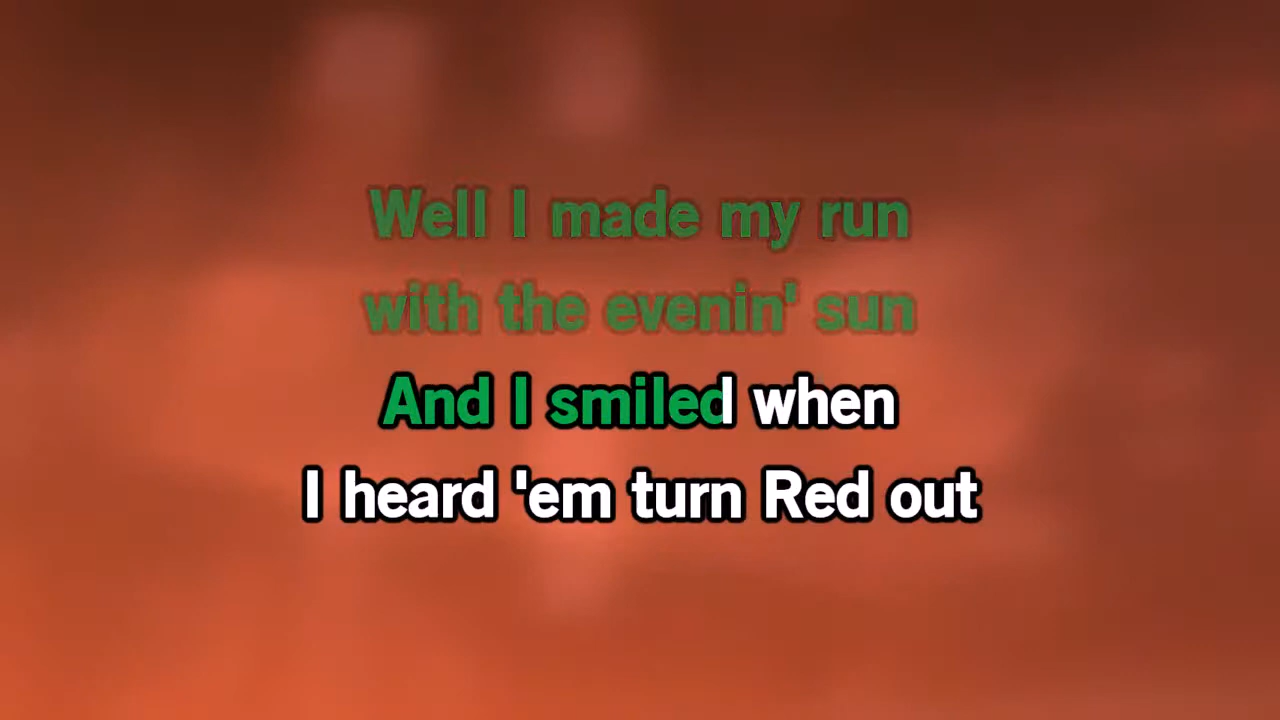 Well I made my run
with the evenin' sun
And I smiled when
I heard 'em turn Red out